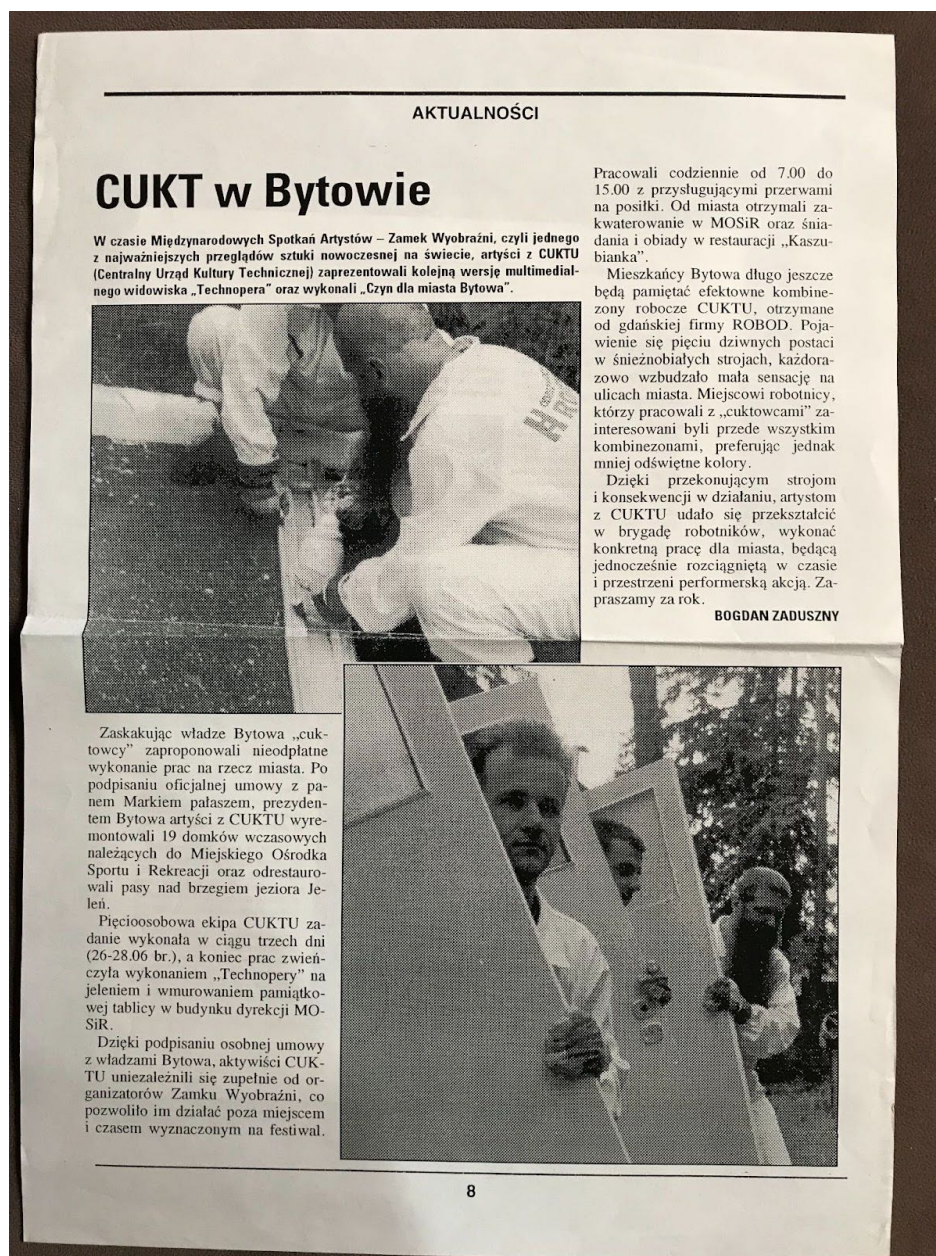 AKTUALNOŚCI
CUKT w Bytowie
W czasie Międzynarodowych Spotkań Artystów – Zamek Wyobraźni, czyli jednego
z najważniejszych przeglądów sztuki nowoczesnej na świecie, artyści z CUKTU
(Centralny Urząd Kultury Technicznej) zaprezentowali kolejną wersję multimedial-
nego widowiska „Technopera" oraz wykonali „Czyn dla miasta Bytowa".
Zaskakując władze Bytowa „cuk-
towcy" zaproponowali nieodpłatne
wykonanie prac na rzecz miasta. Po
podpisaniu oficjalnej umowy z pa-
nem Markiem pałaszem, prezyden-
tem Bytowa artyści z CUKTU wyre-
montowali 19 domków wczasowych
należących do Miejskiego Ośrodka
Sportu i Rekreacji oraz odrestauro-
wali pasy nad brzegiem jeziora Je-
leń.
Pięcioosobowa ekipa CUKTU za-
danie wykonała w ciągu trzech dni
(26-28.06 br.), a koniec prac zwień-
czyła wykonaniem „Technopery" na
jeleniem i wmurowaniem pamiątko-
wej tablicy w budynku dyrekcji MO-
SiR.
Dzięki podpisaniu osobnej umowy
z władzami Bytowa, aktywiści CUK-
TU uniezależnili się zupełnie od or-
ganizatorów Zamku Wyobraźni, co
pozwoliło im działać poza miejscem
i czasem wyznaczonym na festiwal.
Pracowali codziennie od 7.00 do
15.00 z przysługującymi przerwami
na posiłki. Od miasta otrzymali za-
kwaterowanie w MOSiR oraz śnia-
dania i obiady w restauracji „Kaszu-
bianka".
Mieszkańcy Bytowa długo jeszcze
będą pamiętać efektowne kombine-
zony robocze CUKTU, otrzymane
od gdańskiej firmy ROBOD. Poja-
wienie się pięciu dziwnych postaci
w śnieżnobiałych strojach, każdora-
zowo wzbudzało mała sensację na
ulicach miasta. Miejscowi robotnicy,
którzy pracowali z „cuktowcami" za-
interesowani byli przede wszystkim
kombinezonami, preferując jednak
mniej odświętne kolory.
Dzięki przekonującym strojom
i konsekwencji w działaniu, artystom
z CUKTU udało się przekształcić
w brygadę robotników, wykonać
konkretną pracę dla miasta, będącą
jednocześnie rozciągniętą w czasie
i przestrzeni performerską akcją. Za-
praszamy za rok.
BOGDAN ZADUSZNY
8